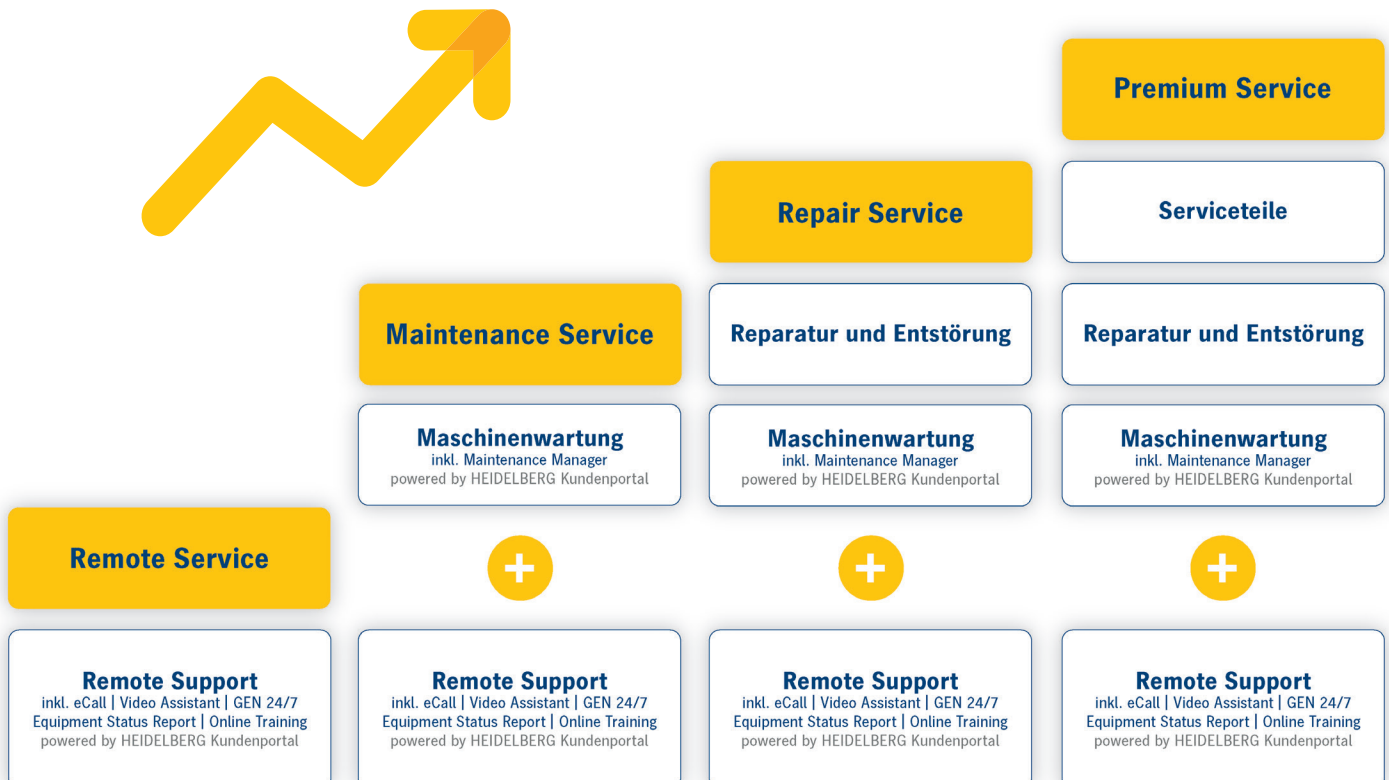 Premium Service
Repair Service
Serviceteile
Maintenance Service
Reparatur und Entstörung
Reparatur und Entstörung
Maschinenwartung
inkl. Maintenance Manager
powered by HEIDELBERG Kundenportal
Maschinenwartung
inkl. Maintenance Manager
powered by HEIDELBERG Kundenportal
Maschinenwartung
inkl. Maintenance Manager
powered by HEIDELBERG Kundenportal
Remote Service
Remote Support
inkl. eCall | Video Assistant | GEN 24/7
Equipment Status Report | Online Training
powered by HEIDELBERG Kundenportal
Remote Support
inkl. eCall | Video Assistant | GEN 24/7
Equipment Status Report | Online Training
powered by HEIDELBERG Kundenportal
Remote Support
inkl. eCall | Video Assistant | GEN 24/7
Equipment Status Report | Online Training
powered by HEIDELBERG Kundenportal
Remote Support
inkl. eCall | Video Assistant | GEN 24/7
Equipment Status Report | Online Training
powered by HEIDELBERG Kundenportal